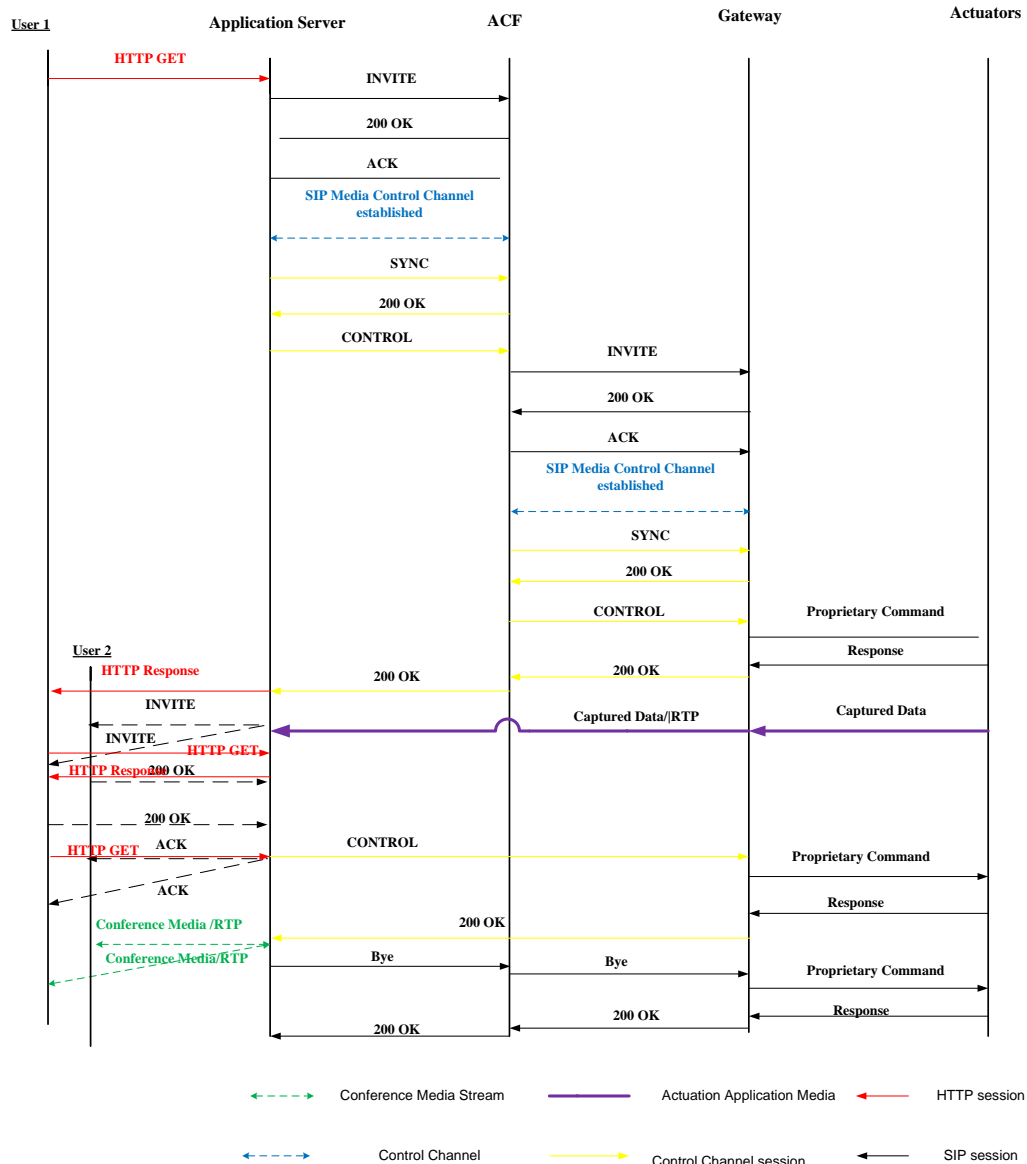 User 1
Application Server
ACF
Gateway
Actuators
HTTP GET
INVITE
200 OK
ACK
SIP Media Control Channel
established
SYNC
200 OK
CONTROL
INVITE
200 OK
ACK
SIP Media Control Channel
established
SYNC
200 OK
CONTROL
Proprietary Command
User 2
Response
HTTP Response
200 OK
200 OK
INVITE
Captured Data/|RTP
Captured Data
INVITE
HTTP GET
HTTP Response
200 OK
200 OK
ACK
HTTP GET
CONTROL
Proprietary Command
ACK
Response
Conference Media /RTP
200 OK
Conference Media/RTP
Bye
Bye
Proprietary Command
Response
200 OK
200 OK
Conference Media Stream
Actuation Application Media
HTTP session
Control Channel
Control Channel session
SIP session